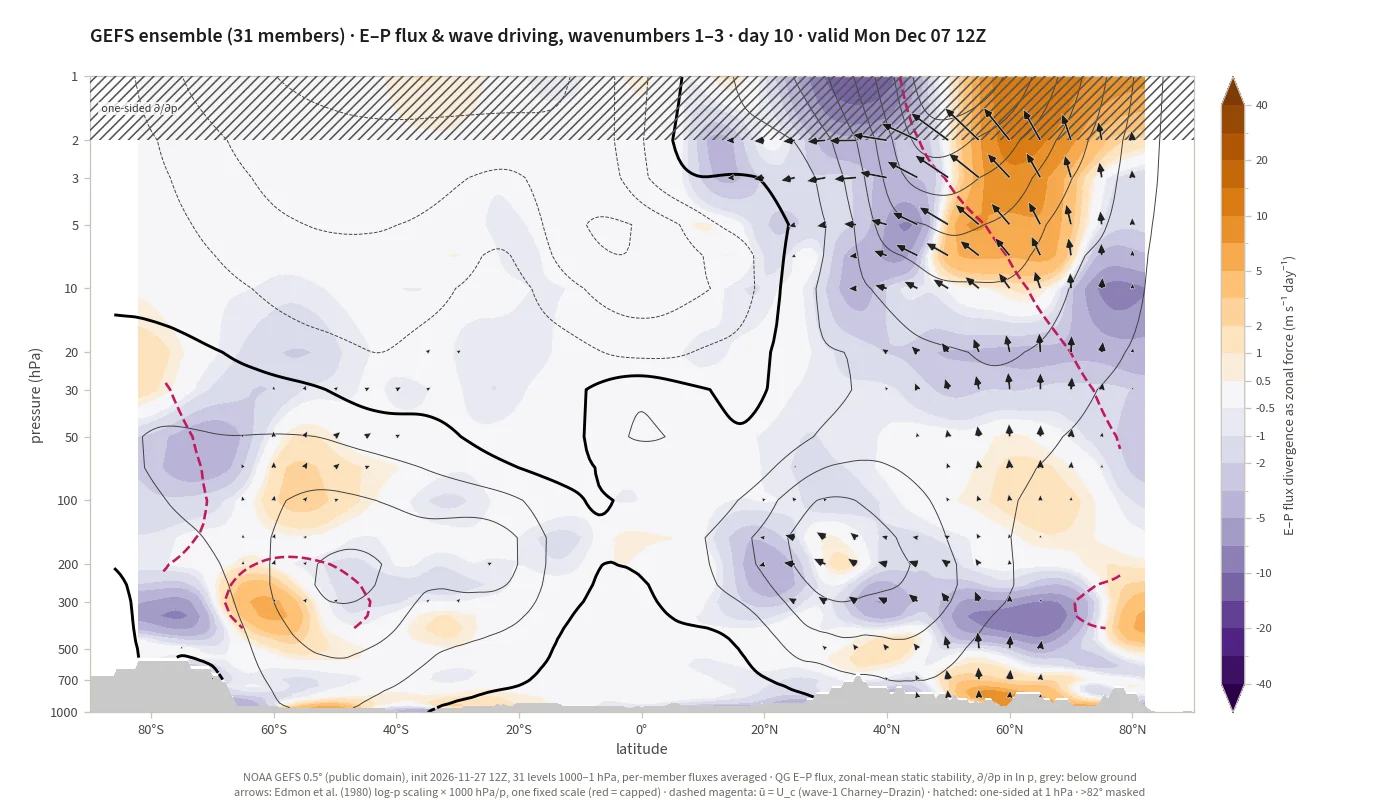 GEFS ensemble (31 members) · E–P flux & wave driving, wavenumbers 1–3 · day 10 · valid Mon Dec 07 12Z
one-sided ∂/∂p
1
2
3
5
10
20
30
50
100
200
300
500
700
1000
pressure (hPa)
80°S
60°S
40°S
20°S
0°
20°N
40°N
60°N
80°N
latitude
40
20
10
5
2
1
0.5
-0.5
-1
-2
-5
-10
-20
-40
E–P flux divergence as zonal force (m s⁻¹ day⁻¹)
NOAA GEFS 0.5° (public domain), init 2026-11-27 12Z, 31 levels 1000–1 hPa, per-member fluxes averaged · QG E–P flux, zonal-mean static stability, ∂/∂p in ln p, grey: below ground
arrows: Edmon et al. (1980) log-p scaling × 1000 hPa/p, one fixed scale (red = capped) · dashed magenta: ū = U_c (wave-1 Charney–Drazin) · hatched: one-sided at 1 hPa · >82° masked